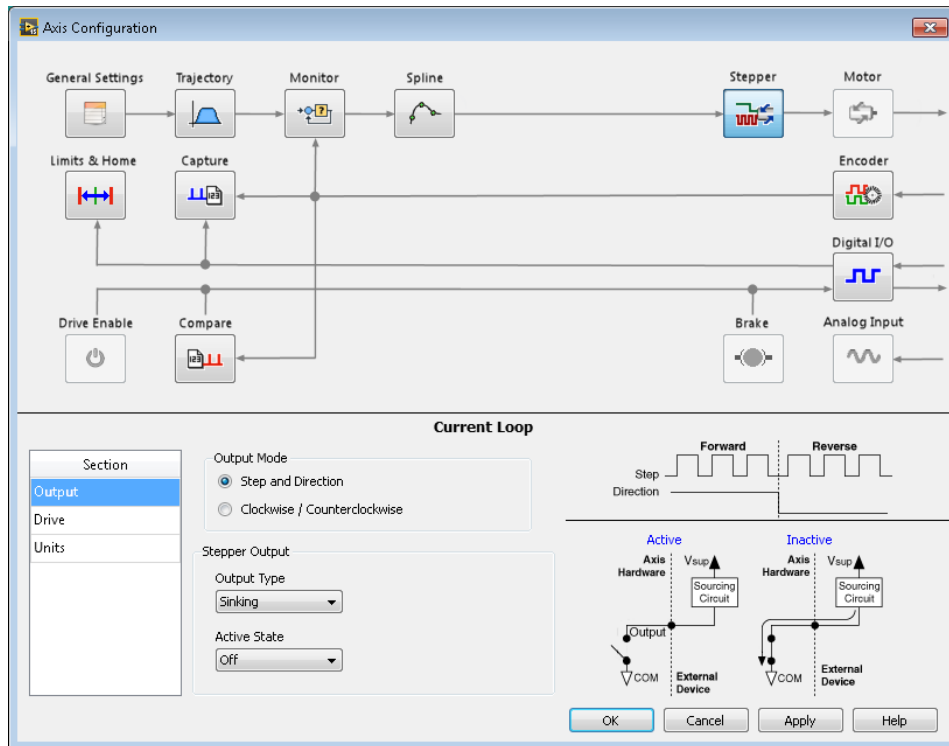 Axis Configuration
General Settings
Trajectory
Monitor
Spline
Stepper
Motor
Limits & Home
Capture
Encoder
123
Digital I/O
Drive Enable
Compare
Brake
Analog Input
123
Current Loop
Section
Output
Drive
Units
Output Mode
Step and Direction
Clockwise / Counterclockwise
Stepper Output
Output Type
Sinking
Active State
Off
Forward
Reverse
Step
Direction
Active
Inactive
Axis
Hardware
Vsup
Sourcing
Circuit
Output
COM
External
Device
Axis
Hardware
Vsup
Sourcing
Circuit
COM
External
Device
OK
Cancel
Apply
Help